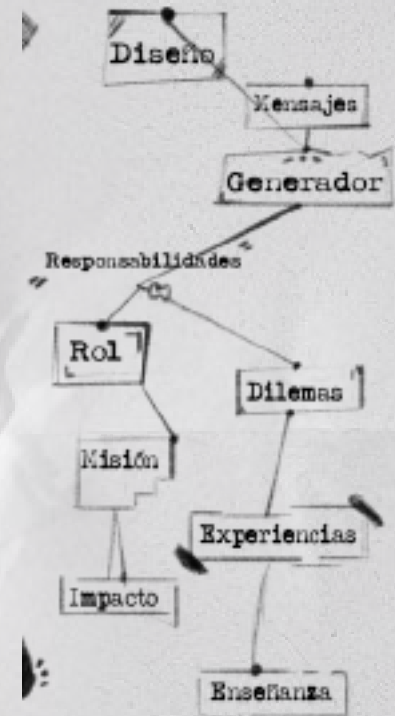 Diseño
Mensajes
Generador
Responsabilidades
Rol
Dilemas
Misión
Experiencias
Impacto
Enseñanza